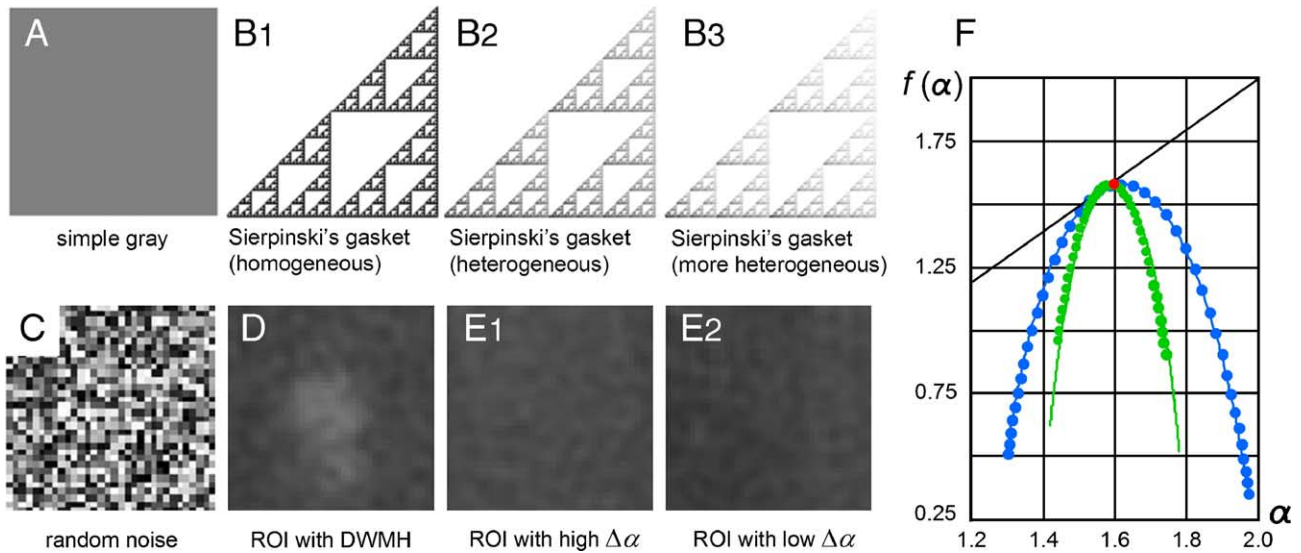 A
B1
B2
B3
simple gray
Sierpinski's gasket
(homogeneous)
Sierpinski's gasket
(heterogeneous)
Sierpinski's gasket
(more heterogeneous)
C
D
E1
E2
random noise
ROI with DWMH
ROI with high Δα
ROI with low Δα
F
f(α)
1.75
1.25
0.75
0.25
1.2 1.4 1.6 1.8 2.0
α